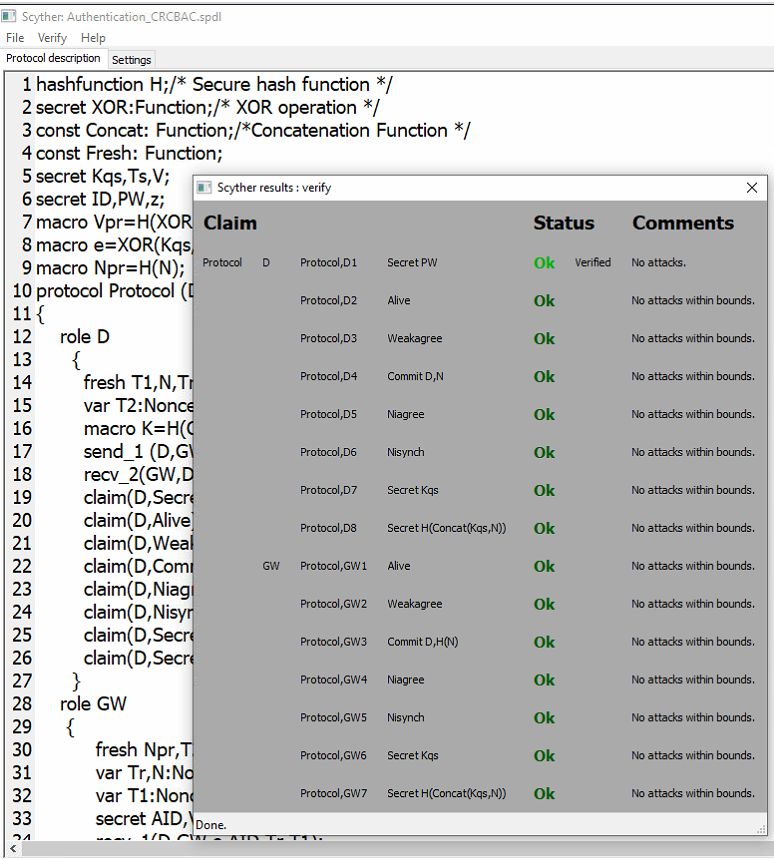 Scyther: Authentication_CRCBAC.spdl
File Verify Help
Protocol description Settings
1 hashfunction H;/* Secure hash function */
2 secret XOR:Function;/* XOR operation */
3 const Concat: Function;/*Concatenation Function */
4 const Fresh: Function;
5 secret Kqs,Ts,V;
6 secret ID,PW,z;
7 macro Vpr=H(XOR
8 macro e=XOR(Kqs,
9 macro Npr=H(N);
10 protocol Protocol (D
11 {
12 role D
13 {
14 fresh T1,N,Tr
15 var T2:Nonce
16 macro K=H(C
17 send_1 (D,GW
18 recv_2(GW,D
19 claim(D,Secre
20 claim(D,Alive)
21 claim(D,Weak
22 claim(D,Comm
23 claim(D,Niagr
24 claim(D,Nisyn
25 claim(D,Secre
26 claim(D,Secre
27 }
28 role GW
29 {
30 fresh Npr,T
31 var Tr,N:No
32 var T1:Nonc
33 secret AID,V
34 recv_1(D,GW,e,AID,Tr,T1);
Scyther results : verify
Claim Status Comments
Protocol D Protocol,D1 Secret PW Ok Verified No attacks.
Protocol,D2 Alive Ok No attacks within bounds.
Protocol,D3 Weakagree Ok No attacks within bounds.
Protocol,D4 Commit D,N Ok No attacks within bounds.
Protocol,D5 Niagree Ok No attacks within bounds.
Protocol,D6 Nisynch Ok No attacks within bounds.
Protocol,D7 Secret Kqs Ok No attacks within bounds.
Protocol,D8 Secret H(Concat(Kqs,N)) Ok No attacks within bounds.
GW Protocol,GW1 Alive Ok No attacks within bounds.
Protocol,GW2 Weakagree Ok No attacks within bounds.
Protocol,GW3 Commit D,H(N) Ok No attacks within bounds.
Protocol,GW4 Niagree Ok No attacks within bounds.
Protocol,GW5 Nisynch Ok No attacks within bounds.
Protocol,GW6 Secret Kqs Ok No attacks within bounds.
Protocol,GW7 Secret H(Concat(Kqs,N)) Ok No attacks within bounds.
Done.